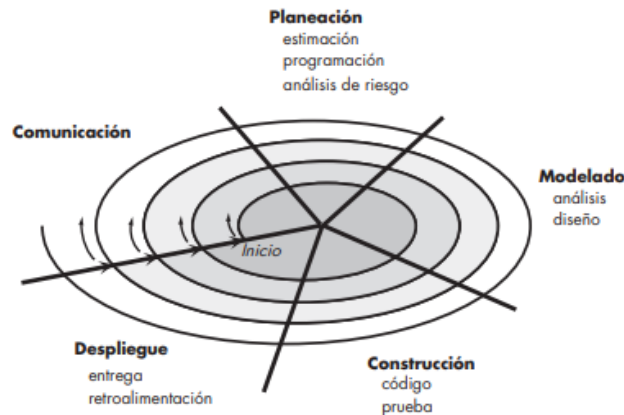 Planeación
estimación
programación
análisis de riesgo
Comunicación
Modelado
análisis
diseño
Inicio
Despliegue
entrega
retroalimentación
Construcción
código
prueba